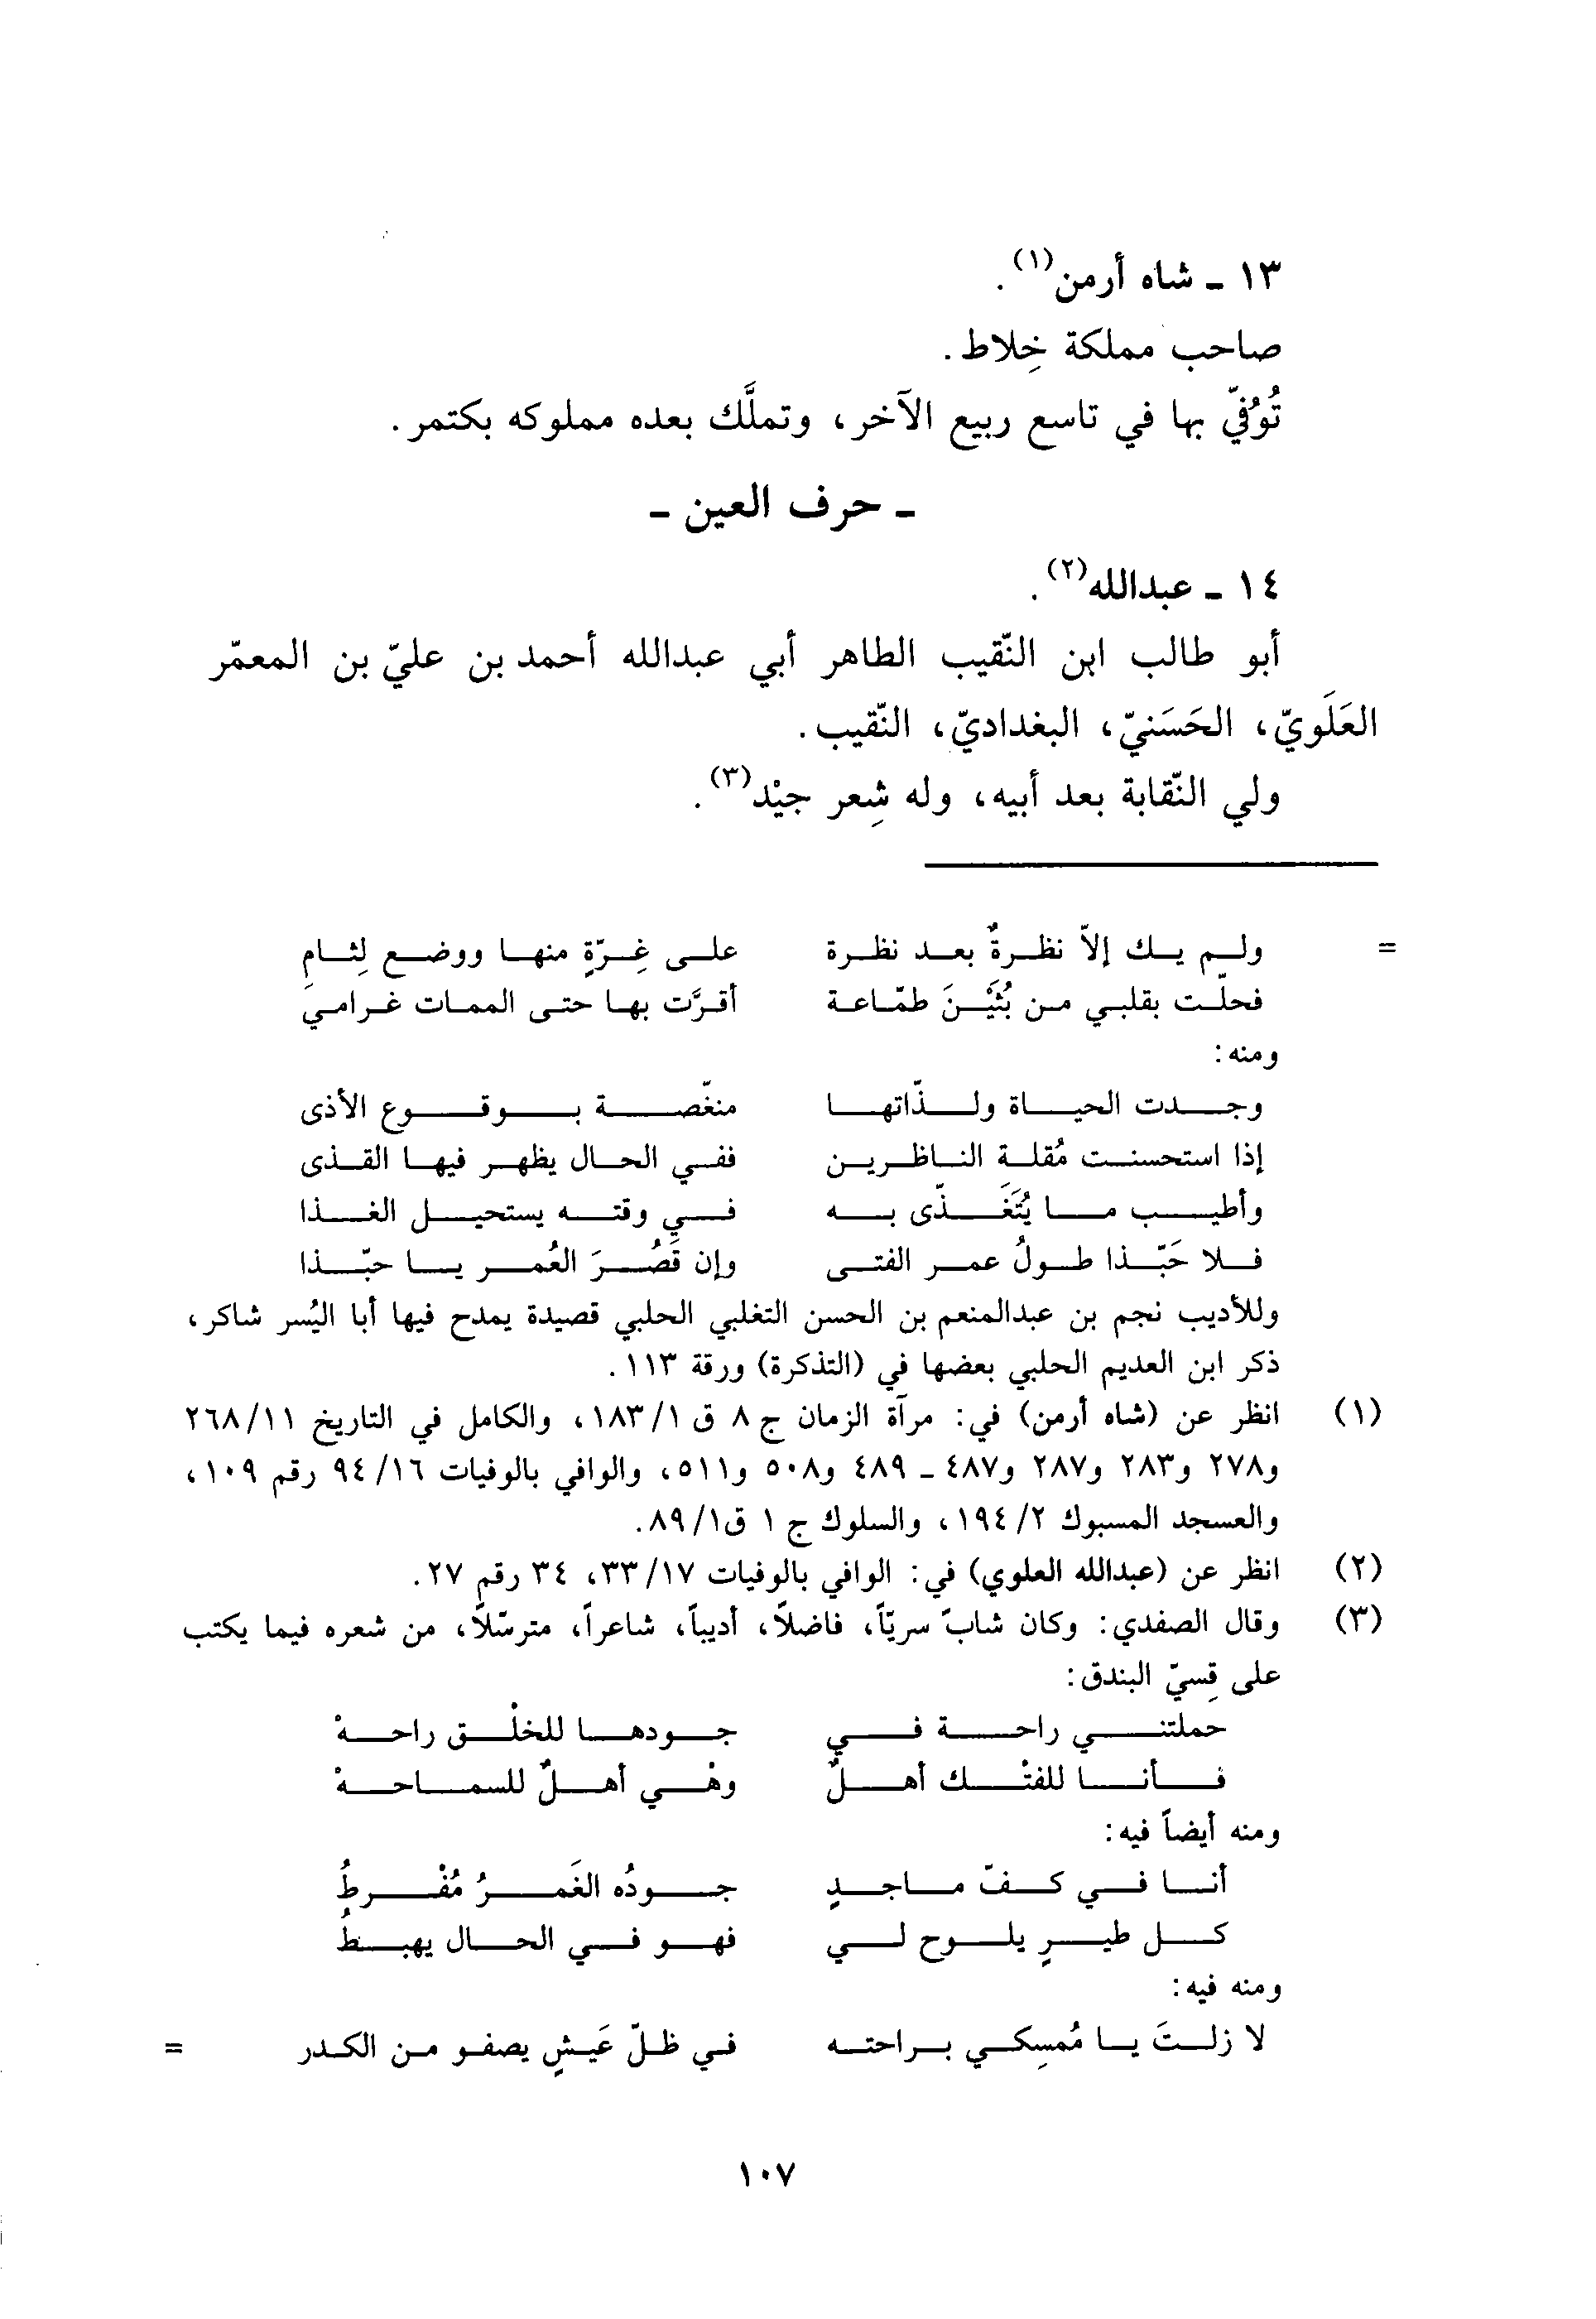 ١٣ - شاه أرمن(١).
صاحب مملكة خِلاط.
تُوُفّي بها في تاسع ربيع الآخر، وتملَّك بعده مملوكه بكتمر.
- حرف العين -
١٤ - عبدالله(٢).
أبو طالب ابن النّقيب الطاهر أبي عبدالله أحمد بن عليّ بن المعمّر
العَلَويّ، الحَسَنيّ، البغداديّ، النّقيب.
ولي النّقابة بعد أبيه، وله شِعر جيْد(٣).
= ولم يك إلاّ نظرةٌ بعد نظرة على غِرّةٍ منها ووضع لِثامِ
فحلّت بقلبي من بُثَيْنَ طمّاعة أقرَّت بها حتى الممات غرامي
ومنه:
وجدت الحياة ولذّاتها منغّصة بوقوع الأذى
إذا استحسنت مُقلة الناظرين ففي الحال يظهر فيها القذى
وأطيب ما يُتَغَذّى به في وقته يستحيل الغذا
فلا حَبّذا طولُ عمر الفتى وإن قَصُرَ العُمر يا حبّذا
وللأديب نجم بن عبدالمنعم بن الحسن التغلبي الحلبي قصيدة يمدح فيها أبا اليُسر شاكر،
ذكر ابن العديم الحلبي بعضها في (التذكرة) ورقة ١١٣.
(١) انظر عن (شاه أرمن) في: مرآة الزمان ج ٨ ق ١/ ١٨٣، والكامل في التاريخ ١١/ ٢٦٨
و٢٧٨ و٢٨٣ و٢٨٧ و٤٨٧ - ٤٨٩ و٥٠٨ و٥١١، والوافي بالوفيات ١٦/ ٩٤ رقم ١٠٩،
والعسجد المسبوك ٢/ ١٩٤، والسلوك ج ١ ق١/ ٨٩.
(٢) انظر عن (عبدالله العلوي) في: الوافي بالوفيات ١٧/ ٣٣، ٣٤ رقم ٢٧.
(٣) وقال الصفدي: وكان شابّ سريّاً، فاضلاً، أديباً، شاعراً، مترسّلاً، من شعره فيما يكتب
على قِسيّ البندق:
حملتني راحة في جودها للخلْق راحهْ
فأنا للفتْك أهلٌ وهْي أهلٌ للسماحهْ
ومنه أيضاً فيه:
أنا في كفّ ماجدٍ جودُه الغَمرُ مُفْرطُ
كل طيرٍ يلوح لي فهو في الحال يهبطُ
ومنه فيه:
لا زلتَ يا مُمسِكي براحته في ظلّ عَيشٍ يصفو من الكدر =
١٠٧